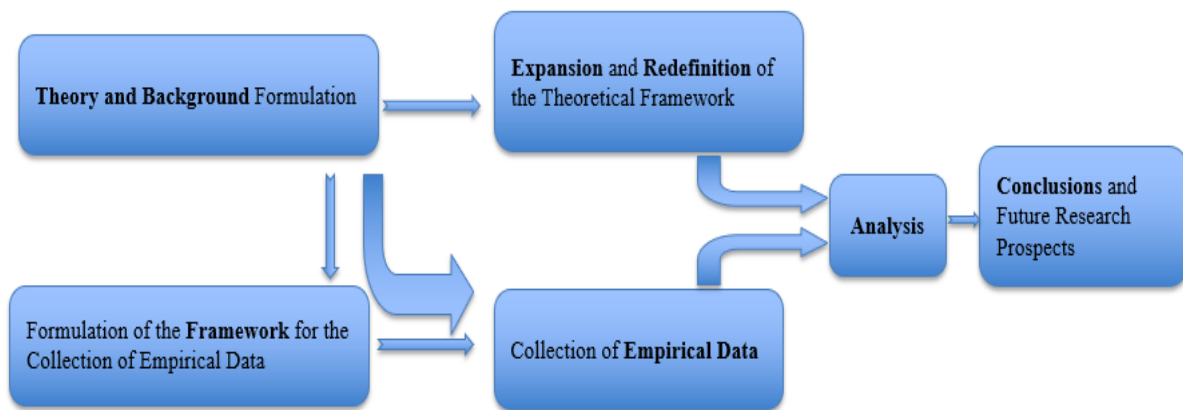 Theory and Background Formulation
Expansion and Redefinition of
the Theoretical Framework
Analysis
Conclusions and
Future Research
Prospects
Formulation of the Framework for the
Collection of Empirical Data
Collection of Empirical Data